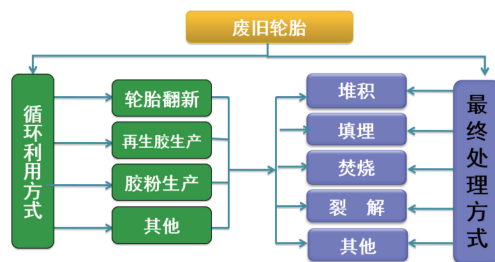 废旧轮胎
循环利用方式
轮胎翻新
再生胶生产
胶粉生产
其他
堆积
填埋
焚烧
裂 解
其他
最终处理方式